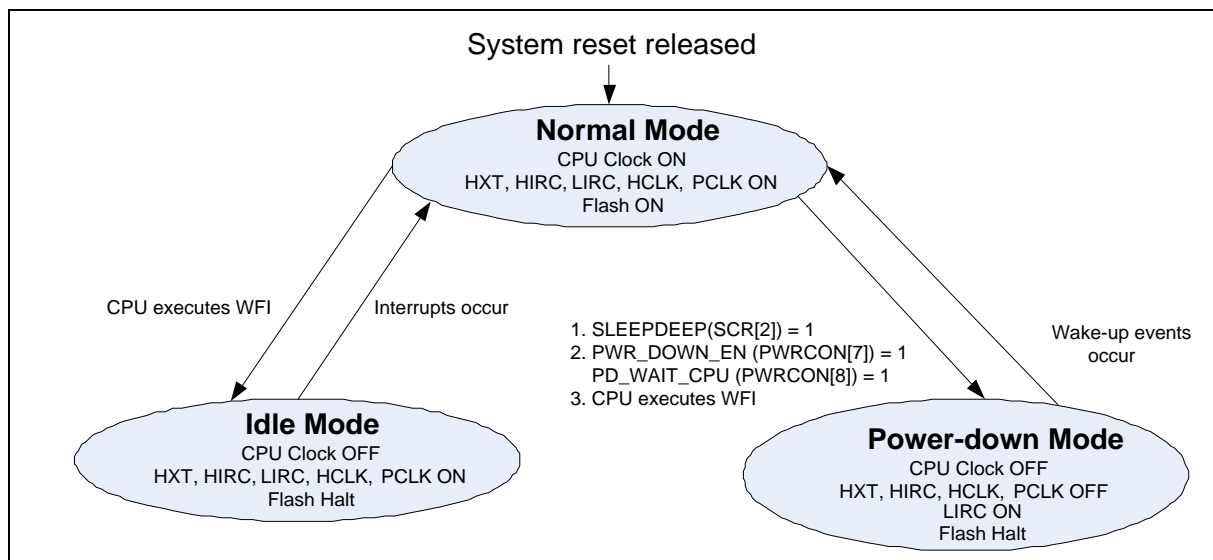 System reset released
Normal Mode
CPU Clock ON
HXT, HIRC, LIRC, HCLK, PCLK ON
Flash ON
CPU executes WFI
Interrupts occur
1. SLEEPDEEP(SCR[2]) = 1
2. PWR_DOWN_EN (PWRCON[7]) = 1
PD_WAIT_CPU (PWRCON[8]) = 1
3. CPU executes WFI
Wake-up events
occur
Idle Mode
CPU Clock OFF
HXT, HIRC, LIRC, HCLK, PCLK ON
Flash Halt
Power-down Mode
CPU Clock OFF
HXT, HIRC, HCLK, PCLK OFF
LIRC ON
Flash Halt